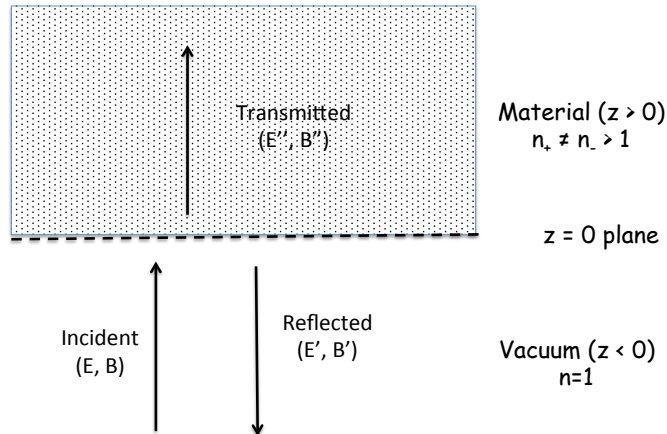 Transmitted
(E’’, B’’)
Material (z > 0)
n₊ ≠ n₋ > 1
z = 0 plane
Incident
(E, B)
Reflected
(E’, B’)
Vacuum (z < 0)
n=1